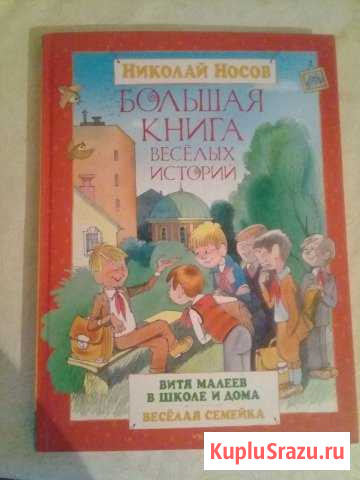 НИКОЛАЙ НОСОВ
БОЛЬШАЯ
КНИГА
ВЕСЁЛЫХ
ИСТОРИЙ
ВИТЯ МАЛЕЕВ
В ШКОЛЕ И ДОМА
ВЕСЁЛАЯ СЕМЕЙКА
KupluSrazu.ru